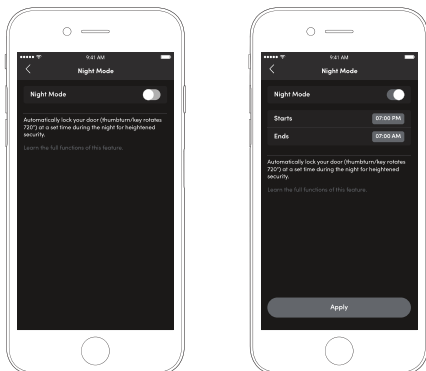 9:41 AM
Night Mode
Night Mode
Automatically lock your door (thumbturn/key rotates
720°) at a set time during the night for heightened
security.
Learn the full functions of this feature.
9:41 AM
Night Mode
Night Mode
Starts 07:00 PM
Ends 07:00 AM
Automatically lock your door (thumbturn/key rotates
720°) at a set time during the night for heightened
security.
Learn the full functions of this feature.
Apply